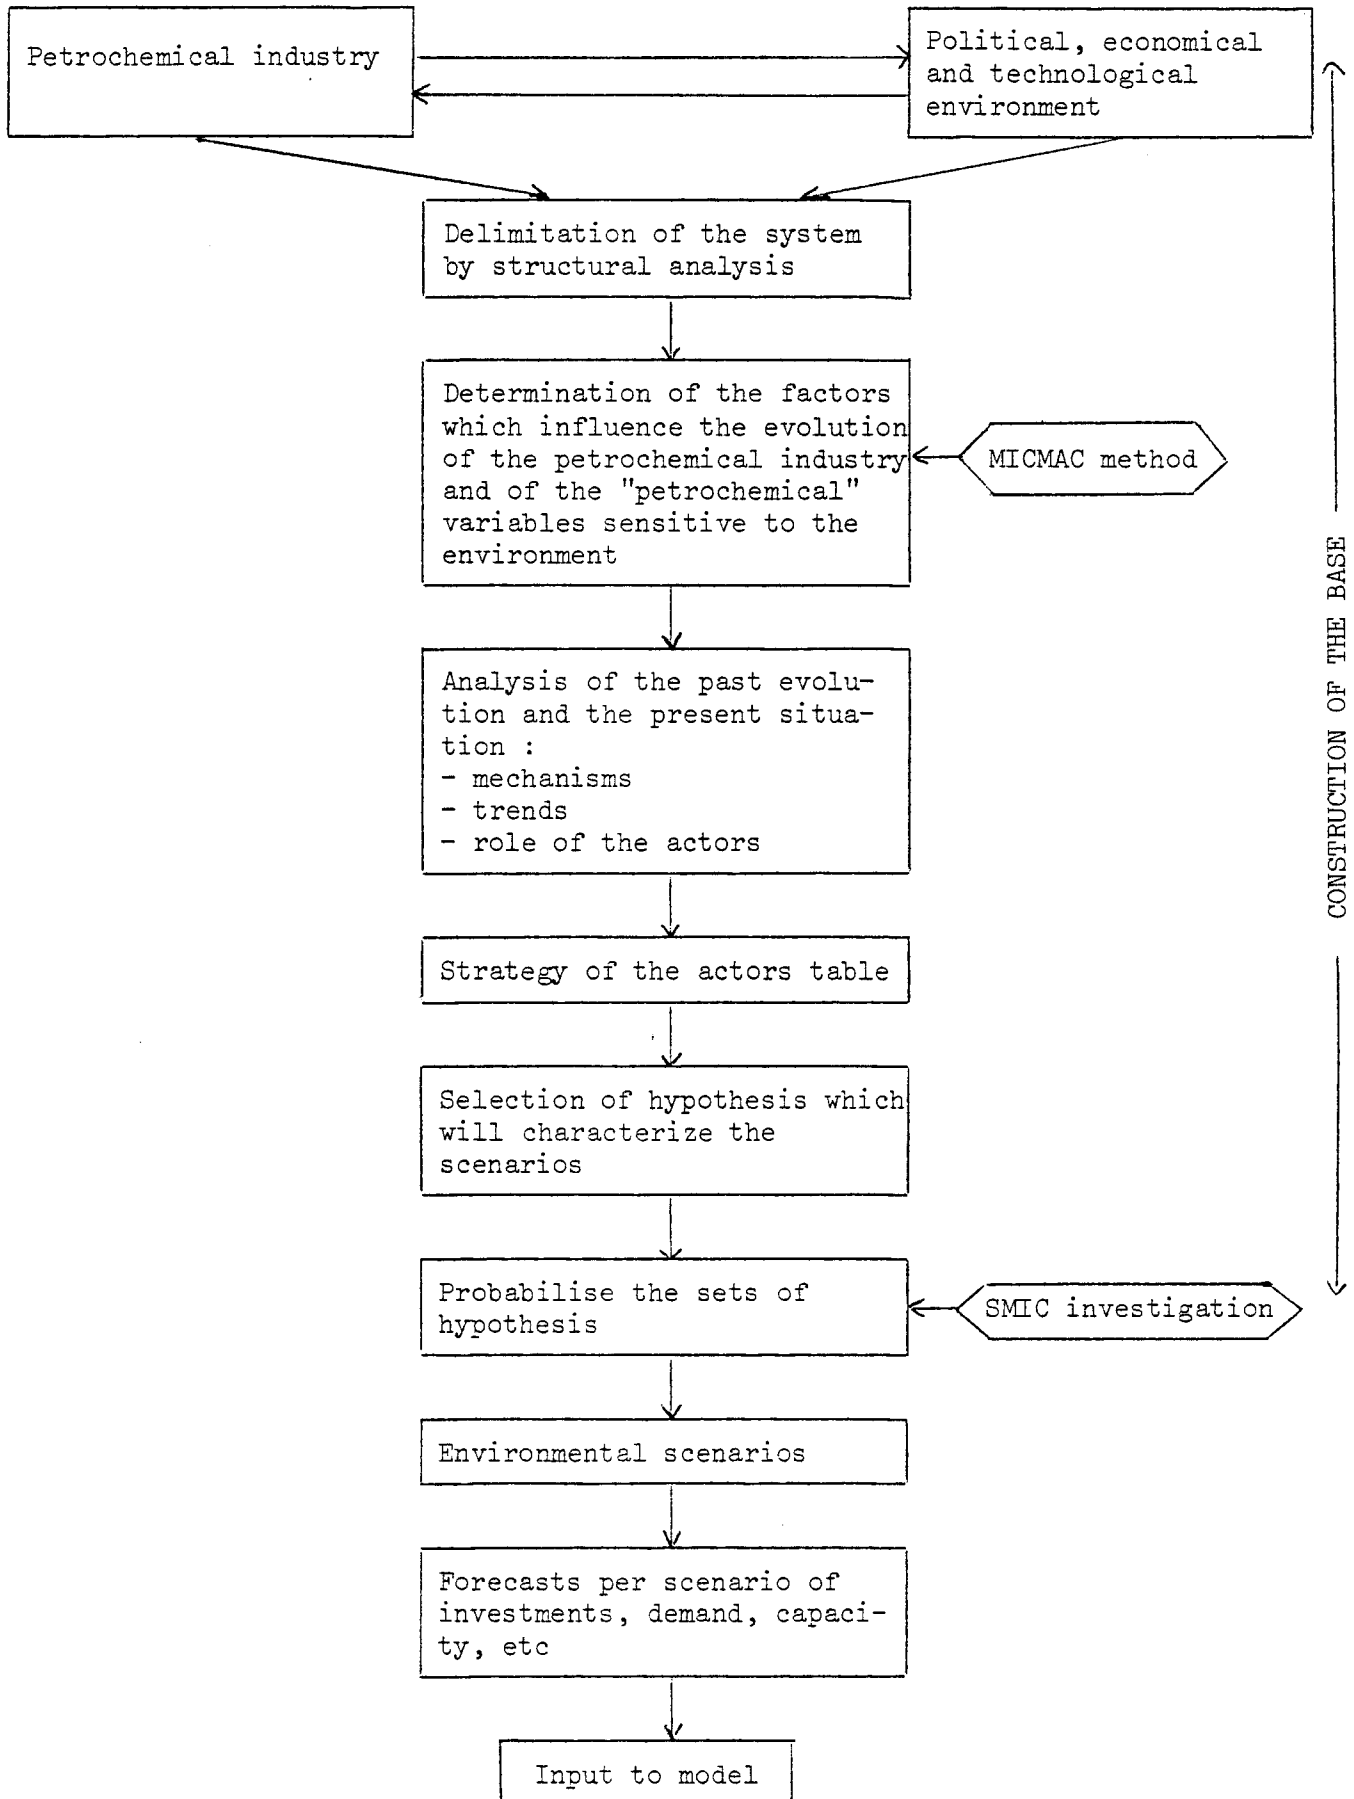 Petrochemical industry
Political, economical
and technological
environment
Delimitation of the system
by structural analysis
Determination of the factors
which influence the evolution
of the petrochemical industry
and of the "petrochemical"
variables sensitive to the
environment
MICMAC method
CONSTRUCTION OF THE BASE
Analysis of the past evolu-
tion and the present situa-
tion :
- mechanisms
- trends
- role of the actors
Strategy of the actors table
Selection of hypothesis which
will characterize the
scenarios
Probabilise the sets of
hypothesis
SMIC investigation
Environmental scenarios
Forecasts per scenario of
investments, demand, capaci-
ty, etc
Input to model